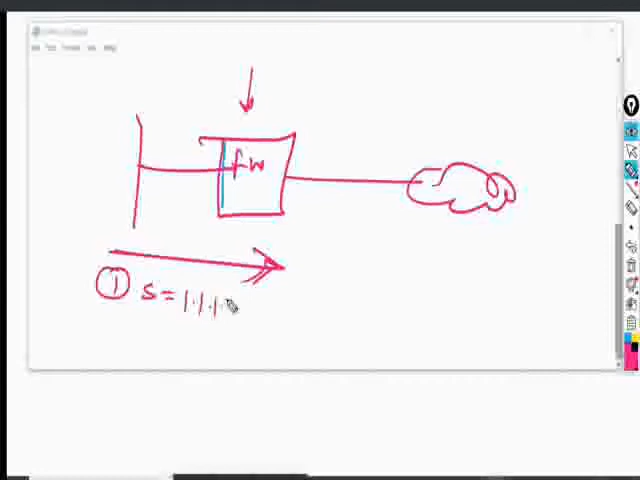 fw
① S = 1.1.1.